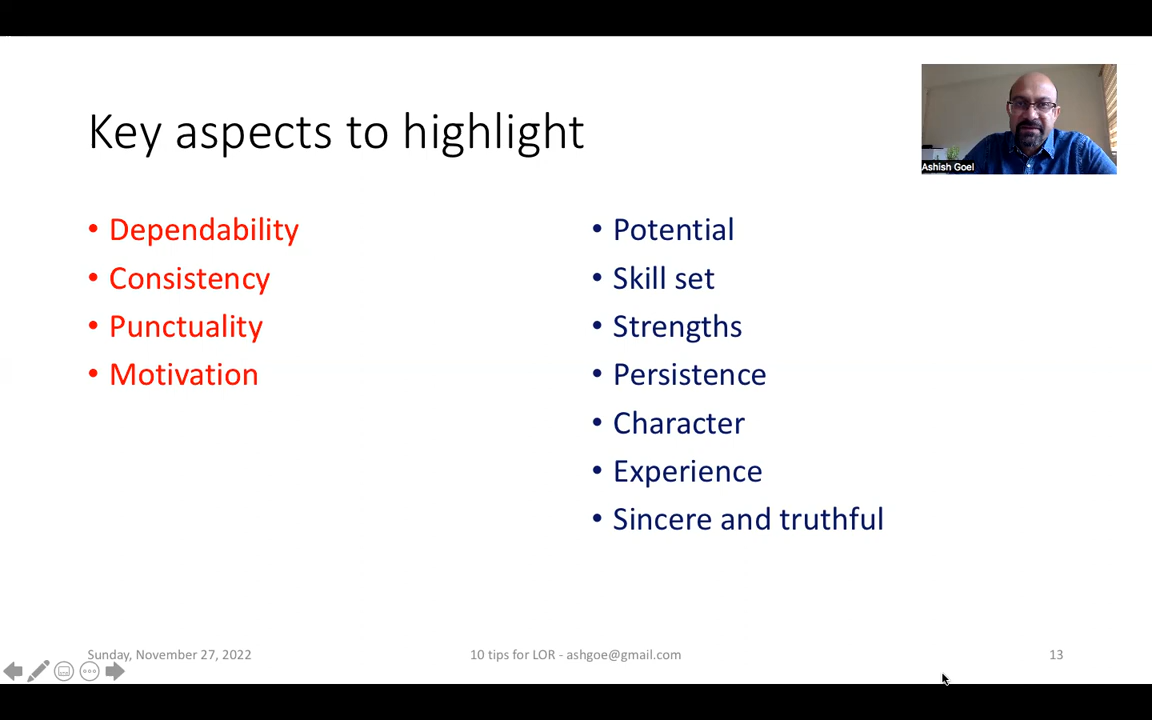 Key aspects to highlight
Ashish Goel
• Dependability
• Consistency
• Punctuality
• Motivation
• Potential
• Skill set
• Strengths
• Persistence
• Character
• Experience
• Sincere and truthful
Sunday, November 27, 2022
10 tips for LOR - ashgoe@gmail.com
13